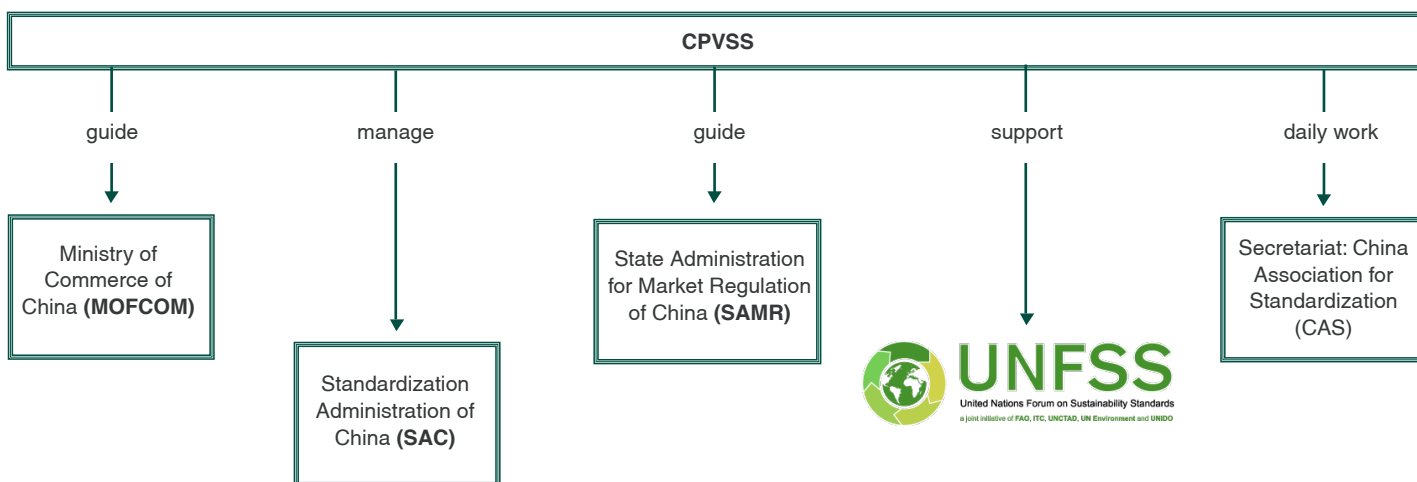 CPVSS
guide
manage
guide
support
daily work
Ministry of
Commerce of
China (MOFCOM)
Standardization
Administration of
China (SAC)
State Administration
for Market Regulation
of China (SAMR)
UNFSS
United Nations Forum on Sustainability Standards
a joint initiative of FAO, ITC, UNCTAD, UN Environment and UNIDO
Secretariat: China
Association for
Standardization
(CAS)